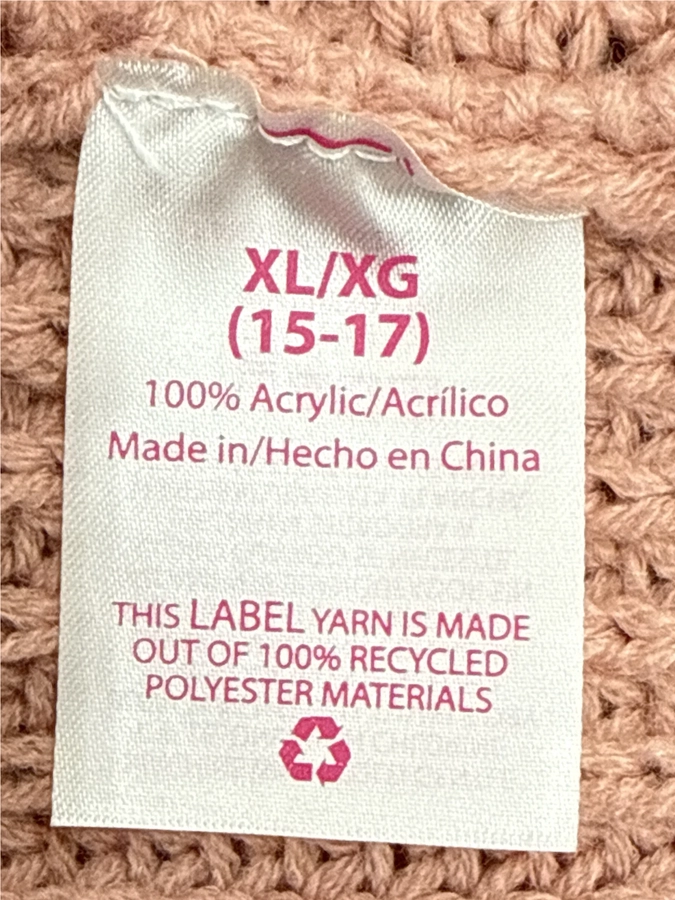 XL/XG
(15-17)
100% Acrylic/Acrílico
Made in/Hecho en China
THIS LABEL YARN IS MADE
OUT OF 100% RECYCLED
POLYESTER MATERIALS